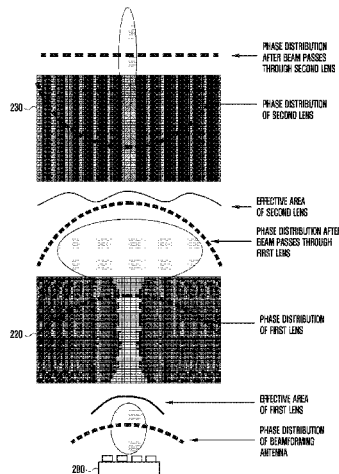 PHASE DISTRIBUTION
AFTER BEAM PASSES
THROUGH SECOND LENS
230
PHASE DISTRIBUTION
OF SECOND LENS
EFFECTIVE AREA
OF SECOND LENS
PHASE DISTRIBUTION AFTER
BEAM PASSES THROUGH
FIRST LENS
220
PHASE DISTRIBUTION
OF FIRST LENS
EFFECTIVE AREA
OF FIRST LENS
PHASE DISTRIBUTION
OF BEAMFORMING
ANTENNA
280